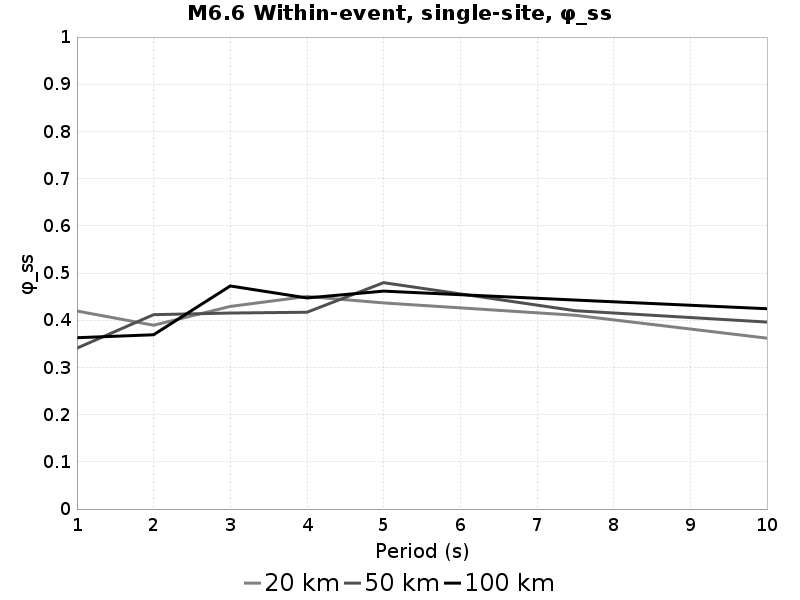 M6.6 Within-event, single-site, φ_ss
1
0.9
0.8
0.7
0.6
0.5
0.4
0.3
0.2
0.1
0
φ_ss
1 2 3 4 5 6 7 8 9 10
Period (s)
20 km 50 km 100 km